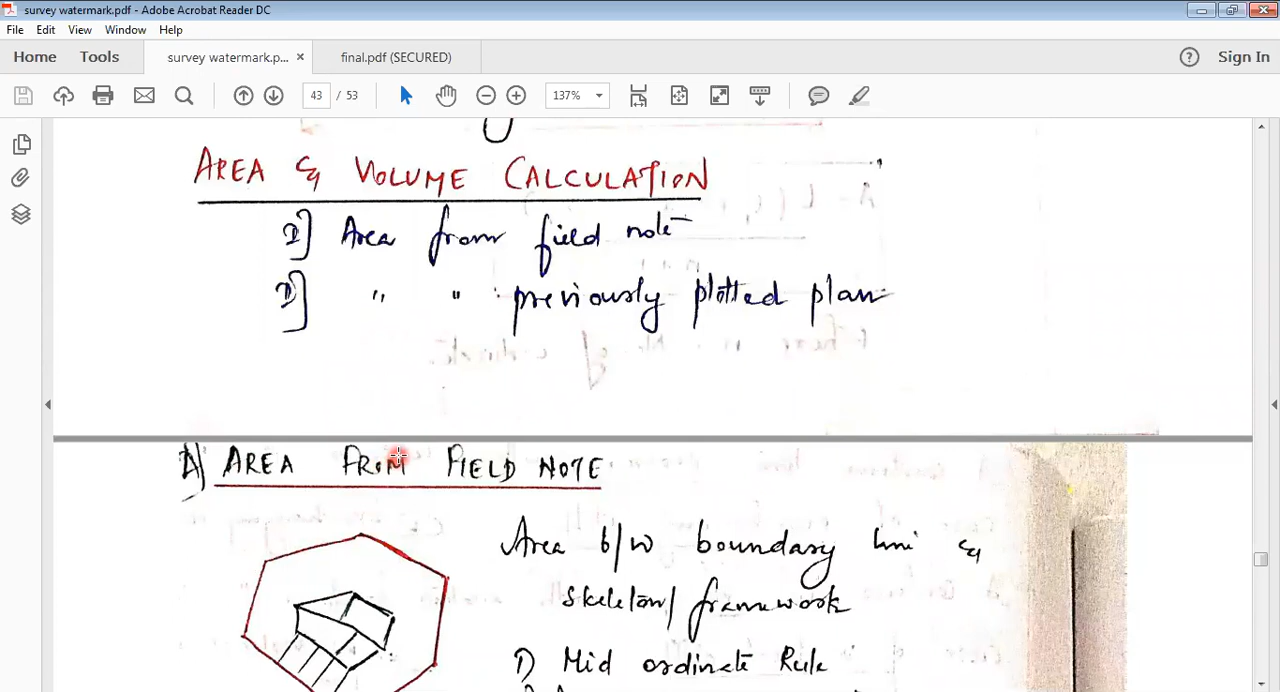 survey watermark.pdf - Adobe Acrobat Reader DC
File Edit View Window Help
Home Tools survey watermark.p... × final.pdf (SECURED) Sign In
43 / 53 137%
AREA & VOLUME CALCULATION
I] Area from field note
II] " " previously plotted plan
A) AREA FROM FIELD NOTE
Area b/w boundary line &
skeleton/ framework
1) Mid ordinate Rule